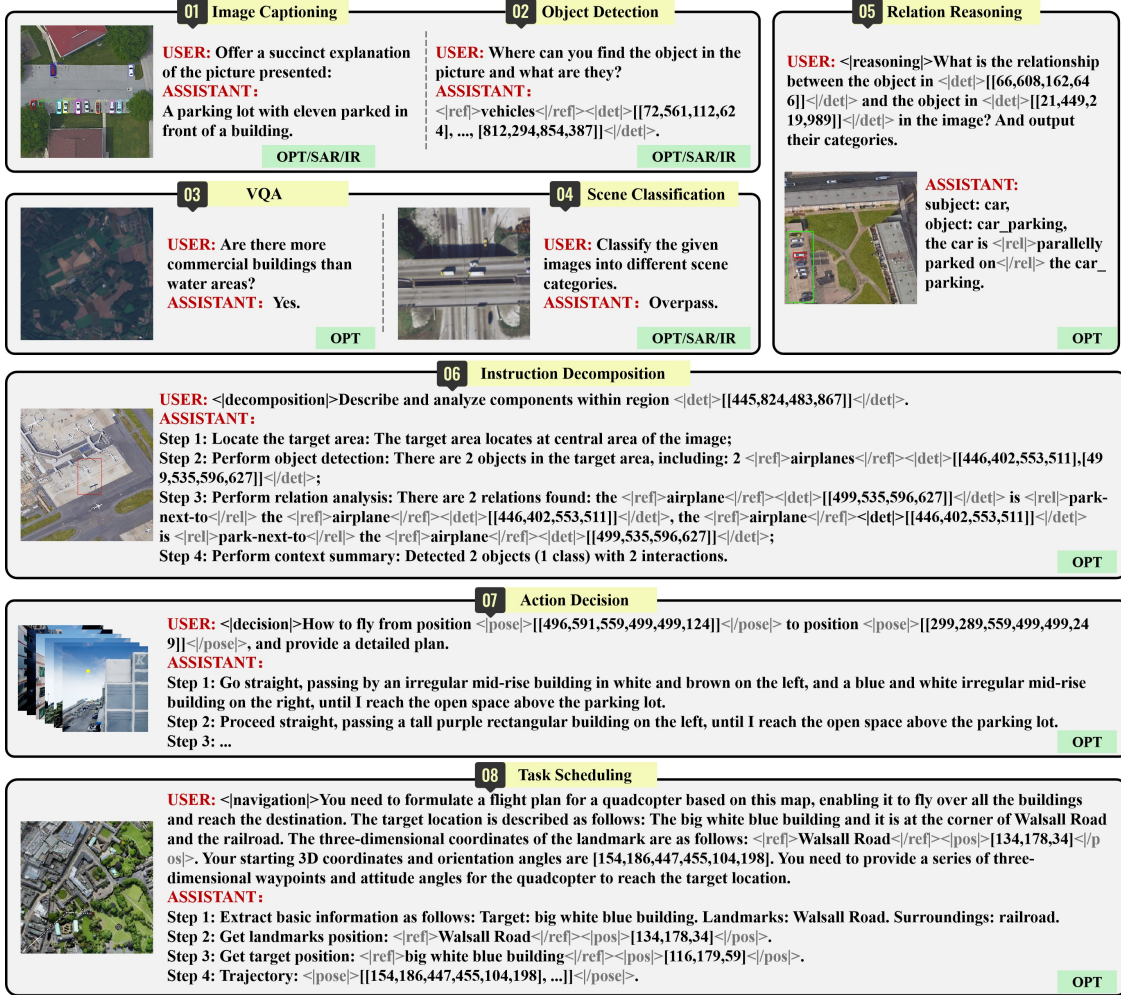 01 Image Captioning
USER: Offer a succinct explanation
of the picture presented:
ASSISTANT:
A parking lot with eleven parked in
front of a building.
OPT/SAR/IR
02 Object Detection
USER: Where can you find the object in the
picture and what are they?
ASSISTANT:
<|ref|>vehicles<|/ref|><|det|>[[72,561,112,62
4], ..., [812,294,854,387]]<|/det|>.
OPT/SAR/IR
03 VQA
USER: Are there more
commercial buildings than
water areas?
ASSISTANT: Yes.
OPT
04 Scene Classification
USER: Classify the given
images into different scene
categories.
ASSISTANT: Overpass.
OPT/SAR/IR
05 Relation Reasoning
USER: <|reasoning|>What is the relationship
between the object in <|det|>[[66,608,162,64
6]]<|/det|> and the object in <|det|>[[21,449,2
19,989]]<|/det|> in the image? And output
their categories.
ASSISTANT:
subject: car,
object: car_parking,
the car is <|rel|>parallelly
parked on<|/rel|> the car_
parking.
OPT
06 Instruction Decomposition
USER: <|decomposition|>Describe and analyze components within region <|det|>[[445,824,483,867]]<|/det|>.
ASSISTANT:
Step 1: Locate the target area: The target area locates at central area of the image;
Step 2: Perform object detection: There are 2 objects in the target area, including: 2 <|ref|>airplanes<|/ref|><|det|>[[446,402,553,511],[49
9,535,596,627]]<|/det|>;
Step 3: Perform relation analysis: There are 2 relations found: the <|ref|>airplane<|/ref|><|det|>[[499,535,596,627]]<|/det|> is <|rel|>park-
next-to<|/rel|> the <|ref|>airplane<|/ref|><|det|>[[446,402,553,511]]<|/det|>, the <|ref|>airplane<|/ref|><|det|>[[446,402,553,511]]<|/det|>
is <|rel|>park-next-to<|/rel|> the <|ref|>airplane<|/ref|><|det|>[[499,535,596,627]]<|/det|>;
Step 4: Perform context summary: Detected 2 objects (1 class) with 2 interactions.
OPT
07 Action Decision
USER: <|decision|>How to fly from position <|pose|>[[496,591,559,499,499,124]]<|/pose|> to position <|pose|>[[299,289,559,499,499,24
9]]<|/pose|>, and provide a detailed plan.
ASSISTANT:
Step 1: Go straight, passing by an irregular mid-rise building in white and brown on the left, and a blue and white irregular mid-rise
building on the right, until I reach the open space above the parking lot.
Step 2: Proceed straight, passing a tall purple rectangular building on the left, until I reach the open space above the parking lot.
Step 3: ...
OPT
08 Task Scheduling
USER: <|navigation|>You need to formulate a flight plan for a quadcopter based on this map, enabling it to fly over all the buildings
and reach the destination. The target location is described as follows: The big white blue building and it is at the corner of Walsall Road
and the railroad. The three-dimensional coordinates of the landmark are as follows: <|ref|>Walsall Road<|/ref|><|pos|>[134,178,34]<|/p
os|>. Your starting 3D coordinates and orientation angles are [154,186,447,455,104,198]. You need to provide a series of three-
dimensional waypoints and attitude angles for the quadcopter to reach the target location.
ASSISTANT:
Step 1: Extract basic information as follows: Target: big white blue building. Landmarks: Walsall Road. Surroundings: railroad.
Step 2: Get landmarks position: <|ref|>Walsall Road<|/ref|><|pos|>[134,178,34]<|/pos|>.
Step 3: Get target position: <|ref|>big white blue building<|/ref|><|pos|>[116,179,59]<|/pos|>.
Step 4: Trajectory: <|pose|>[[154,186,447,455,104,198], ...]]<|/pose|>.
OPT